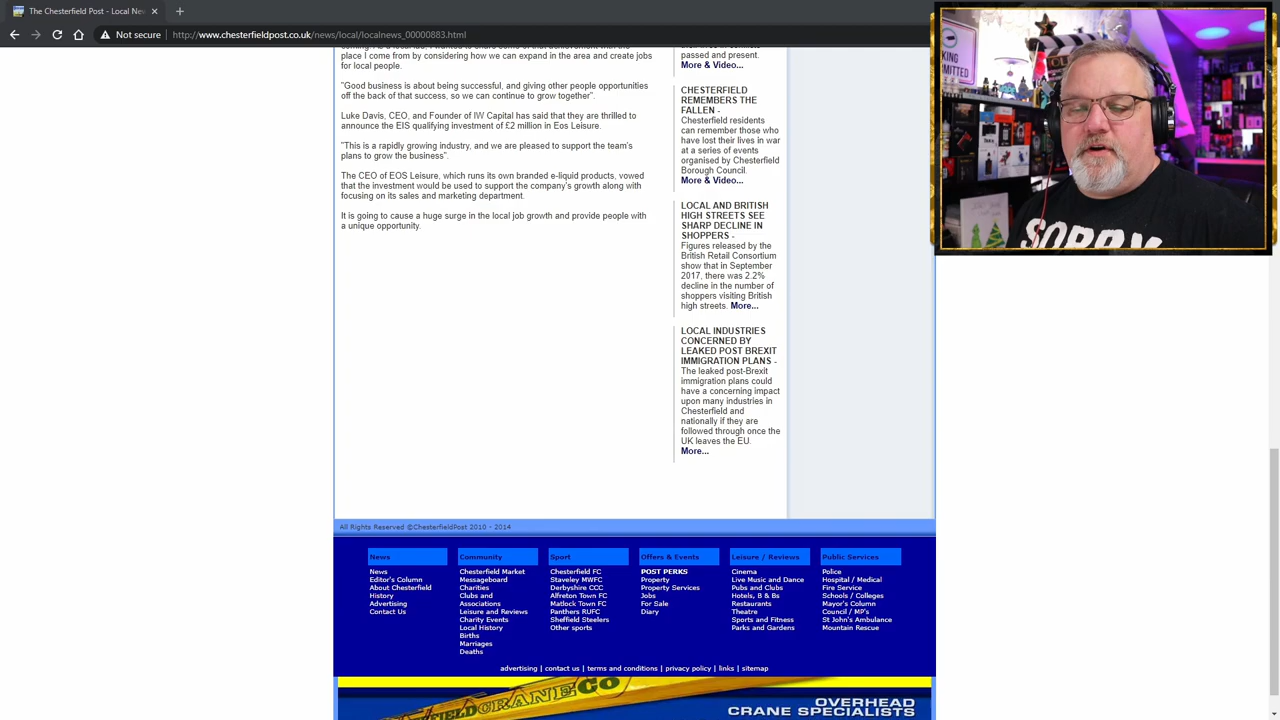 The Chesterfield Post - Local Ne
Not secure
http://www.chesterfieldpost.co.uk/news/local/localnews_00000883.html
place I come from by considering how we can expand in the area and create jobs
for local people.
"Good business is about being successful, and giving other people opportunities
off the back of that success, so we can continue to grow together".
Luke Davis, CEO, and Founder of IW Capital has said that they are thrilled to
announce the EIS qualifying investment of £2 million in Eos Leisure.
"This is a rapidly growing industry, and we are pleased to support the team's
plans to grow the business".
The CEO of EOS Leisure, which runs its own branded e-liquid products, vowed
that the investment would be used to support the company's growth along with
focusing on its sales and marketing department.
It is going to cause a huge surge in the local job growth and provide people with
a unique opportunity.
passed and present.
More & Video...
CHESTERFIELD
REMEMBERS THE
FALLEN -
Chesterfield residents
can remember those who
have lost their lives in war
at a series of events
organised by Chesterfield
Borough Council.
More & Video...
LOCAL AND BRITISH
HIGH STREETS SEE
SHARP DECLINE IN
SHOPPERS -
Figures released by the
British Retail Consortium
show that in September
2017, there was 2.2%
decline in the number of
shoppers visiting British
high streets. More...
LOCAL INDUSTRIES
CONCERNED BY
LEAKED POST BREXIT
IMMIGRATION PLANS -
The leaked post-Brexit
immigration plans could
have a concerning impact
upon many industries in
Chesterfield and
nationally if they are
followed through once the
UK leaves the EU.
More...
All Rights Reserved ©ChesterfieldPost 2010 - 2014
News
News
Editor's Column
About Chesterfield
History
Advertising
Contact Us
Community
Chesterfield Market
Messageboard
Charities
Clubs and
Associations
Leisure and Reviews
Charity Events
Local History
Births
Marriages
Deaths
Sport
Chesterfield FC
Staveley MWFC
Derbyshire CCC
Alfreton Town FC
Matlock Town FC
Panthers RUFC
Sheffield Steelers
Other sports
Offers & Events
POST PERKS
Property
Property Services
Jobs
For Sale
Diary
Leisure / Reviews
Cinema
Live Music and Dance
Pubs and Clubs
Hotels, B & Bs
Restaurants
Theatre
Sports and Fitness
Parks and Gardens
Public Services
Police
Hospital / Medical
Fire Service
Schools / Colleges
Mayor's Column
Council / MP's
St John's Ambulance
Mountain Rescue
advertising | contact us | terms and conditions | privacy policy | links | sitemap
OVERHEAD
CRANE SPECIALISTS
SORRY